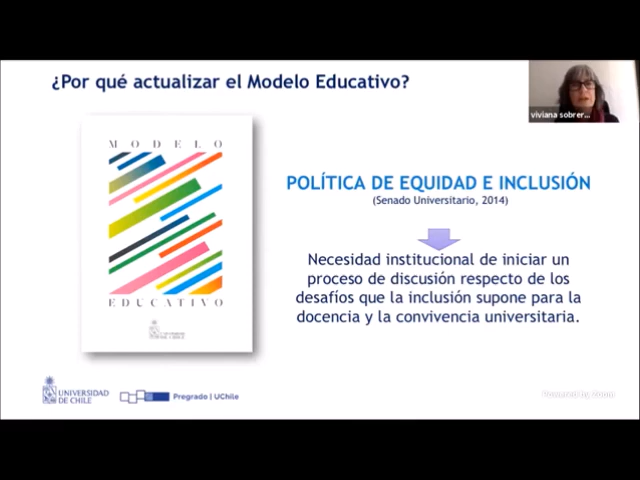 ¿Por qué actualizar el Modelo Educativo?
viviana sobrer...
MODELO
EDUCATIVO
POLÍTICA DE EQUIDAD E INCLUSIÓN
(Senado Universitario, 2014)
Necesidad institucional de iniciar un
proceso de discusión respecto de los
desafíos que la inclusión supone para la
docencia y la convivencia universitaria.
UNIVERSIDAD
DE CHILE
Pregrado | UChile
Powered by Zoom